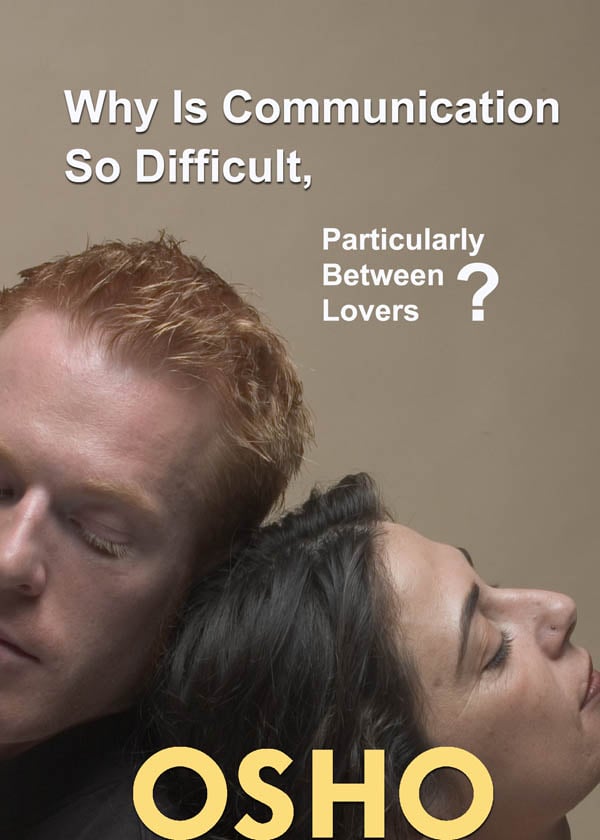 Why Is Communication
So Difficult,
Particularly
Between
Lovers ?
OSHO